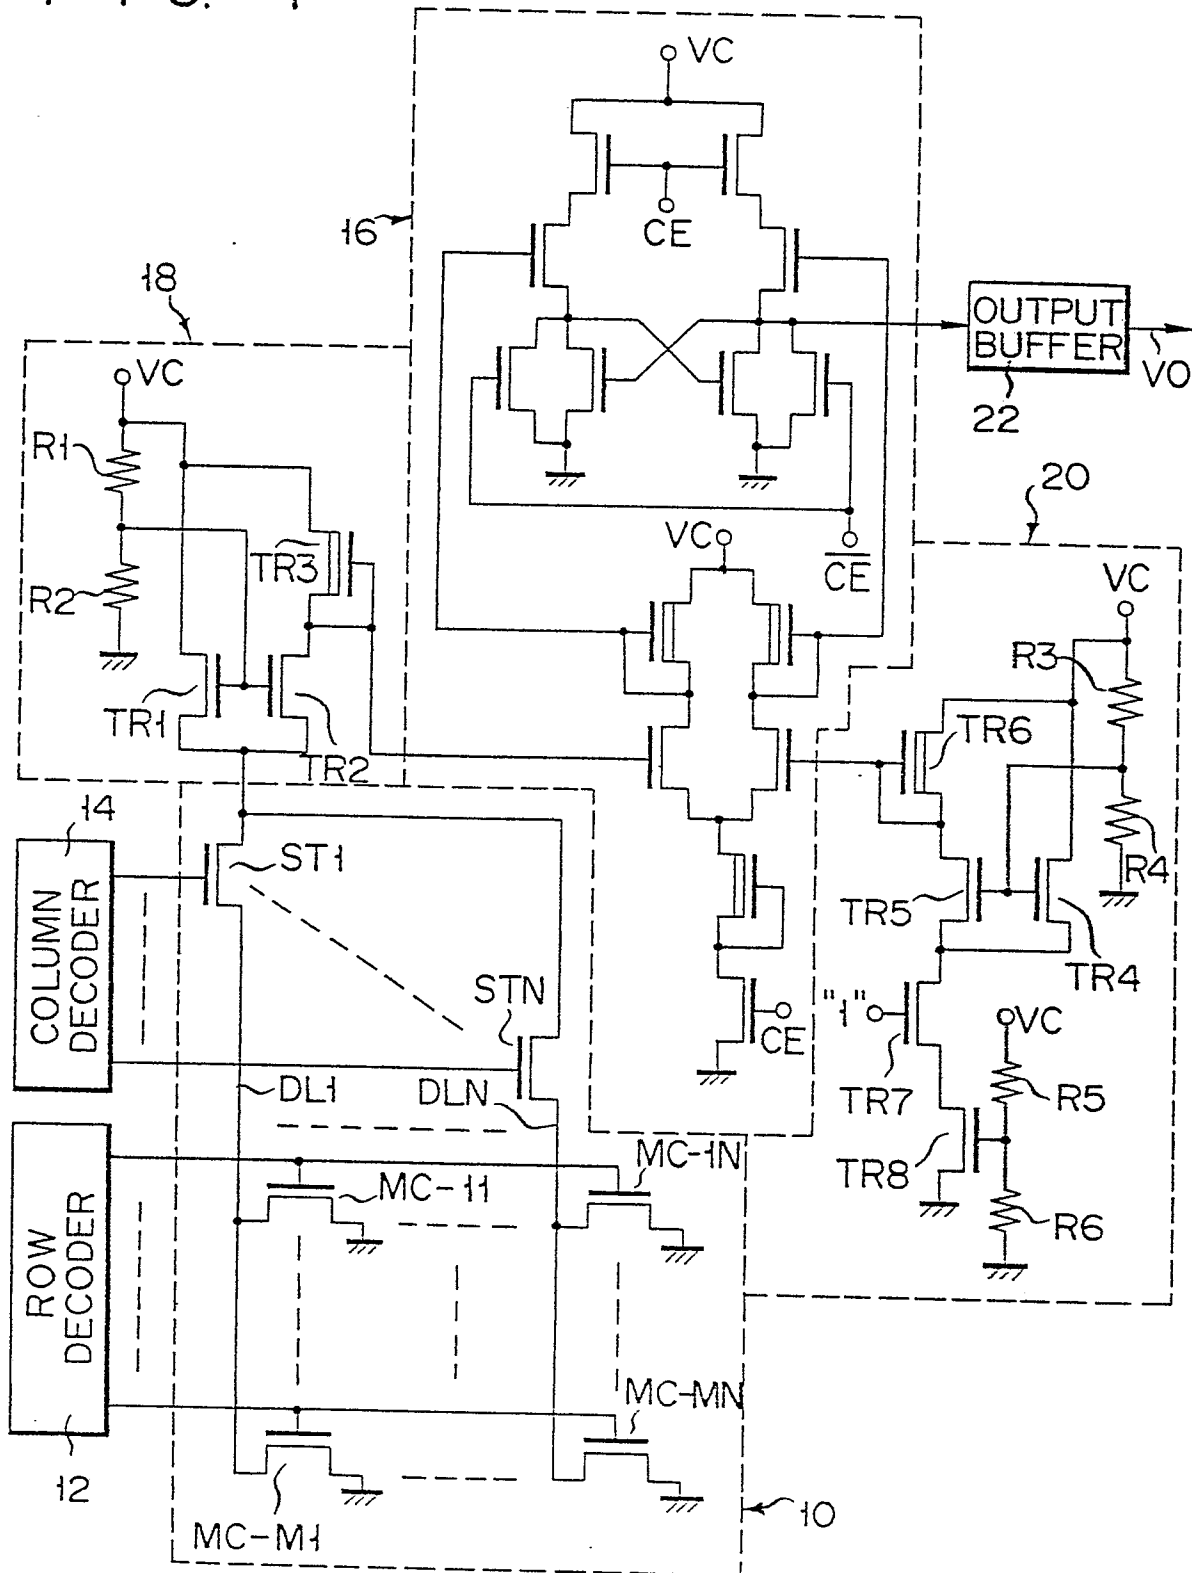 VC
CE
16
18
OUTPUT
BUFFER
22
VO
VC
R1
R2
TR3
TR1
TR2
VC
CE
20
VC
R3
R4
TR6
TR5
TR4
14
COLUMN
DECODER
ST1
STN
"1"
CE
VC
TR7
R5
TR8
R6
DL1
DLN
MC-1N
MC-11
ROW
DECODER
12
MC-MN
MC-M1
10